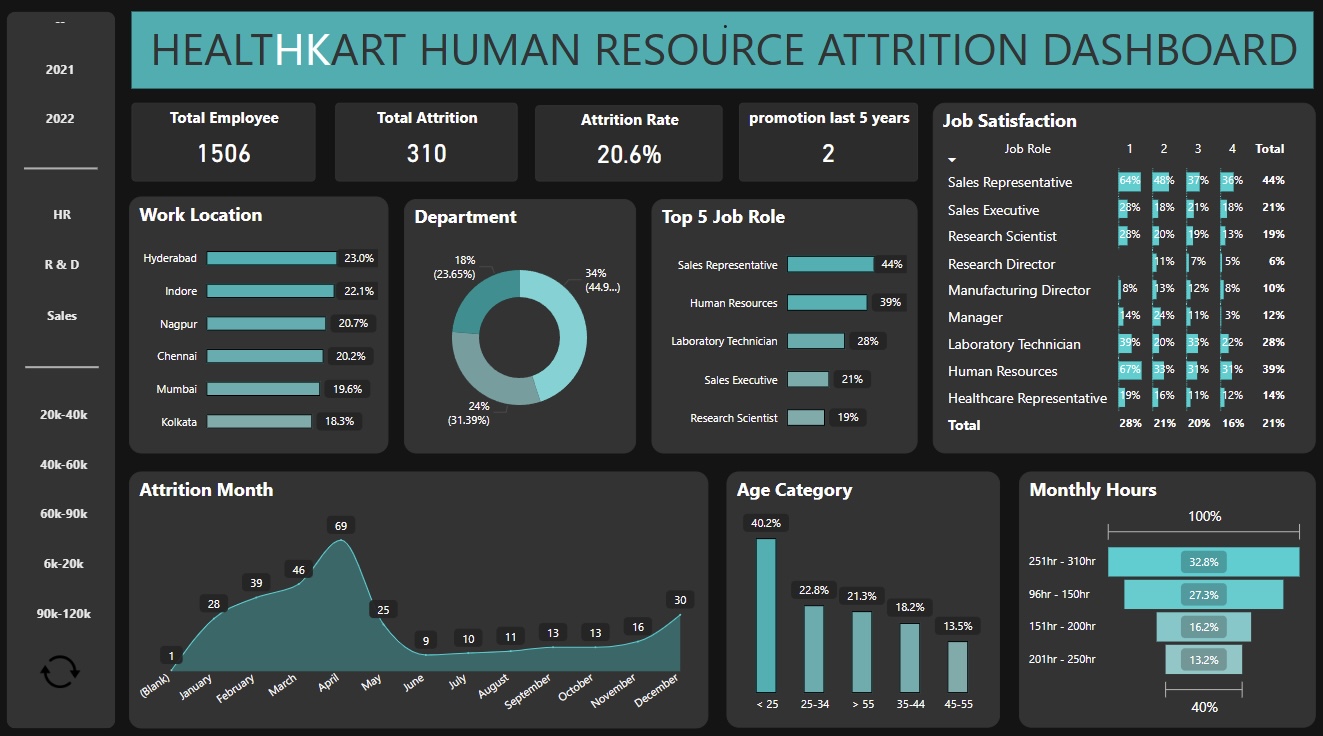 --
2021
2022
HR
R & D
Sales
20k-40k
40k-60k
60k-90k
6k-20k
90k-120k
HEALTHKART HUMAN RESOURCE ATTRITION DASHBOARD
Total Employee
1506
Total Attrition
310
Attrition Rate
20.6%
promotion last 5 years
2
Job Satisfaction
Job Role 1 2 3 4 Total
Sales Representative 64% 48% 37% 36% 44%
Sales Executive 28% 18% 21% 18% 21%
Research Scientist 28% 20% 19% 13% 19%
Research Director 11% 7% 5% 6%
Manufacturing Director 8% 13% 12% 8% 10%
Manager 14% 24% 11% 3% 12%
Laboratory Technician 39% 20% 33% 22% 28%
Human Resources 67% 33% 31% 31% 39%
Healthcare Representative 19% 16% 11% 12% 14%
Total 28% 21% 20% 16% 21%
Work Location
Hyderabad 23.0%
Indore 22.1%
Nagpur 20.7%
Chennai 20.2%
Mumbai 19.6%
Kolkata 18.3%
Department
18%
(23.65%)
34%
(44.9...)
24%
(31.39%)
Top 5 Job Role
Sales Representative 44%
Human Resources 39%
Laboratory Technician 28%
Sales Executive 21%
Research Scientist 19%
Attrition Month
1 28 39 46 69 25 9 10 11 13 13 16 30
(Blank) January February March April May June July August September October November December
Age Category
40.2% 22.8% 21.3% 18.2% 13.5%
< 25 25-34 > 55 35-44 45-55
Monthly Hours
100%
251hr - 310hr 32.8%
96hr - 150hr 27.3%
151hr - 200hr 16.2%
201hr - 250hr 13.2%
40%